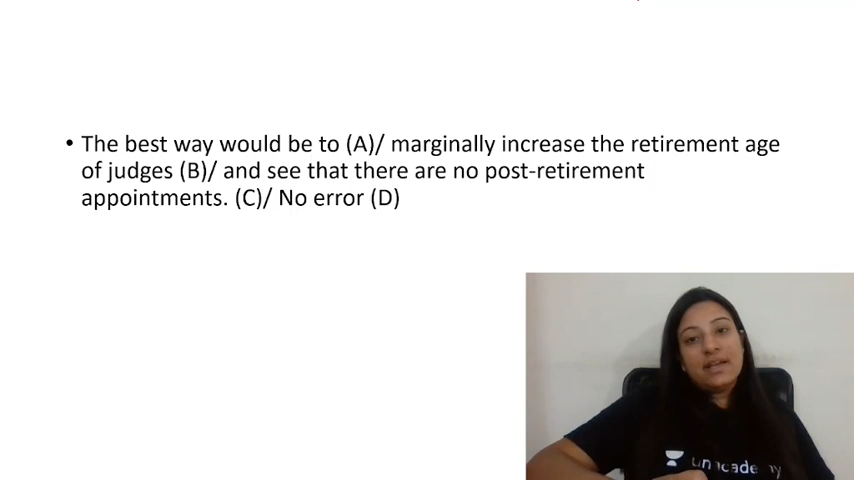 • The best way would be to (A)/ marginally increase the retirement age
of judges (B)/ and see that there are no post-retirement
appointments. (C)/ No error (D)
unacademy